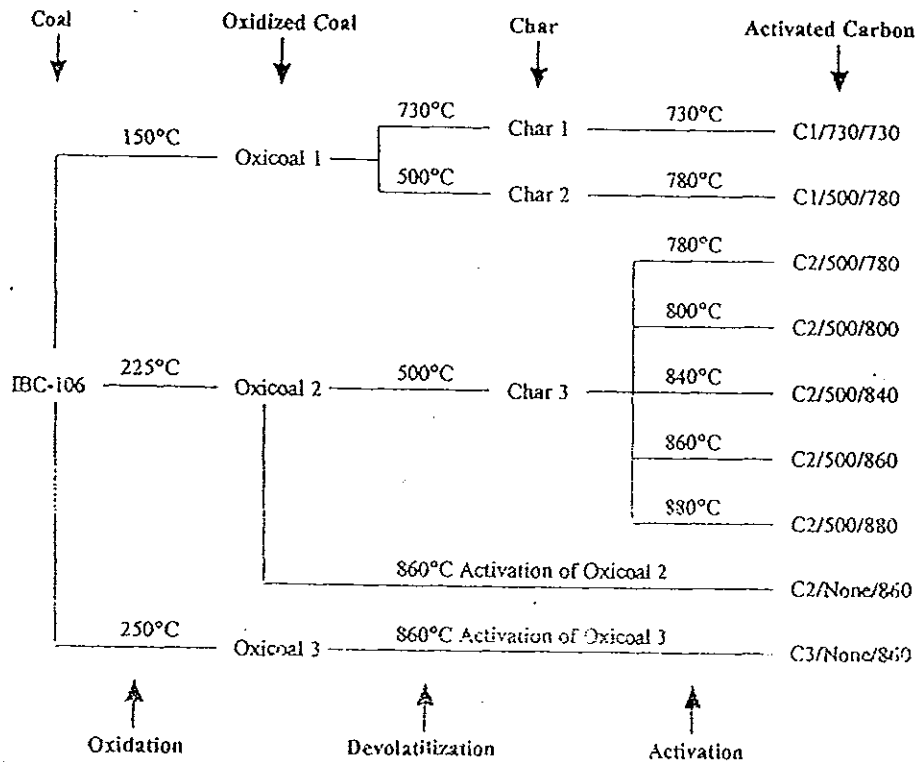 Coal Oxidized Coal Char Activated Carbon
730°C 730°C
150°C Oxicoal 1 Char 1 C1/730/730
500°C 780°C
Char 2 C1/500/780
780°C
C2/500/780
800°C
C2/500/800
IBC-106 225°C Oxicoal 2 500°C Char 3 840°C C2/500/840
860°C
C2/500/860
880°C
C2/500/880
860°C Activation of Oxicoal 2
C2/None/860
250°C Oxicoal 3 860°C Activation of Oxicoal 3 C3/None/860
Oxidation Devolatilization Activation